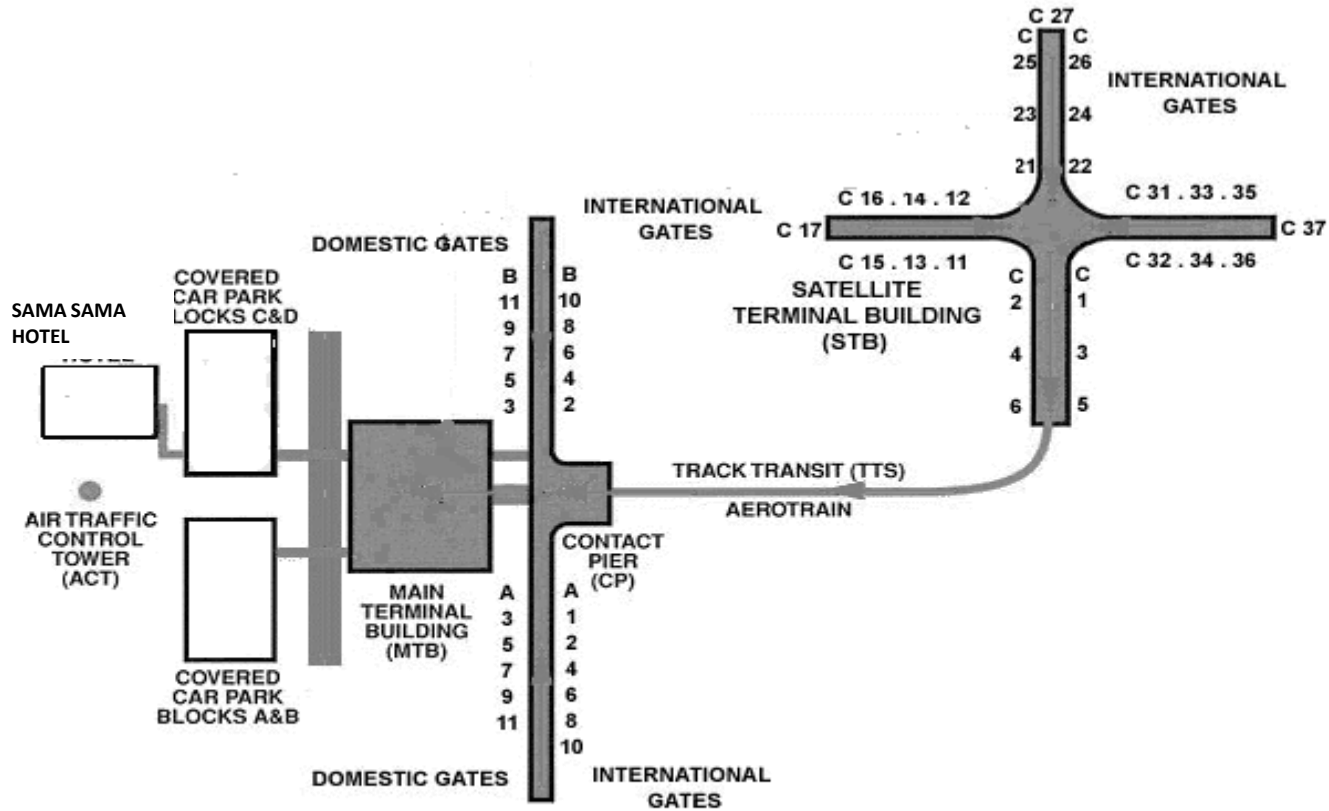 C 27
C C
25 26
INTERNATIONAL
GATES
23 24
21 22
C 16 . 14 . 12
C 31 . 33 . 35
C 17
C 37
C 15 . 13 . 11
C 32 . 34 . 36
SATELLITE
TERMINAL BUILDING
(STB)
C C
2 1
4 3
6 5
INTERNATIONAL
GATES
DOMESTIC GATES
B B
11 10
9 8
7 6
5 4
3 2
COVERED
CAR PARK
LOCKS C&D
SAMA SAMA
HOTEL
AIR TRAFFIC
CONTROL
TOWER
(ACT)
TRACK TRANSIT (TTS)
AEROTRAIN
CONTACT
PIER
(CP)
MAIN
TERMINAL
BUILDING
(MTB)
A A
3 1
5 2
7 4
9 6
11 8
10
COVERED
CAR PARK
BLOCKS A&B
DOMESTIC GATES
INTERNATIONAL
GATES